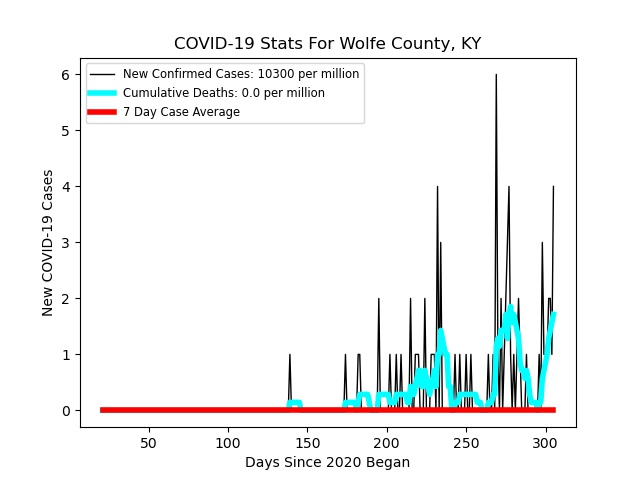 COVID-19 Stats For Wolfe County, KY
New Confirmed Cases: 10300 per million
Cumulative Deaths: 0.0 per million
7 Day Case Average
New COVID-19 Cases
6
5
4
3
2
1
0
50 100 150 200 250 300
Days Since 2020 Began